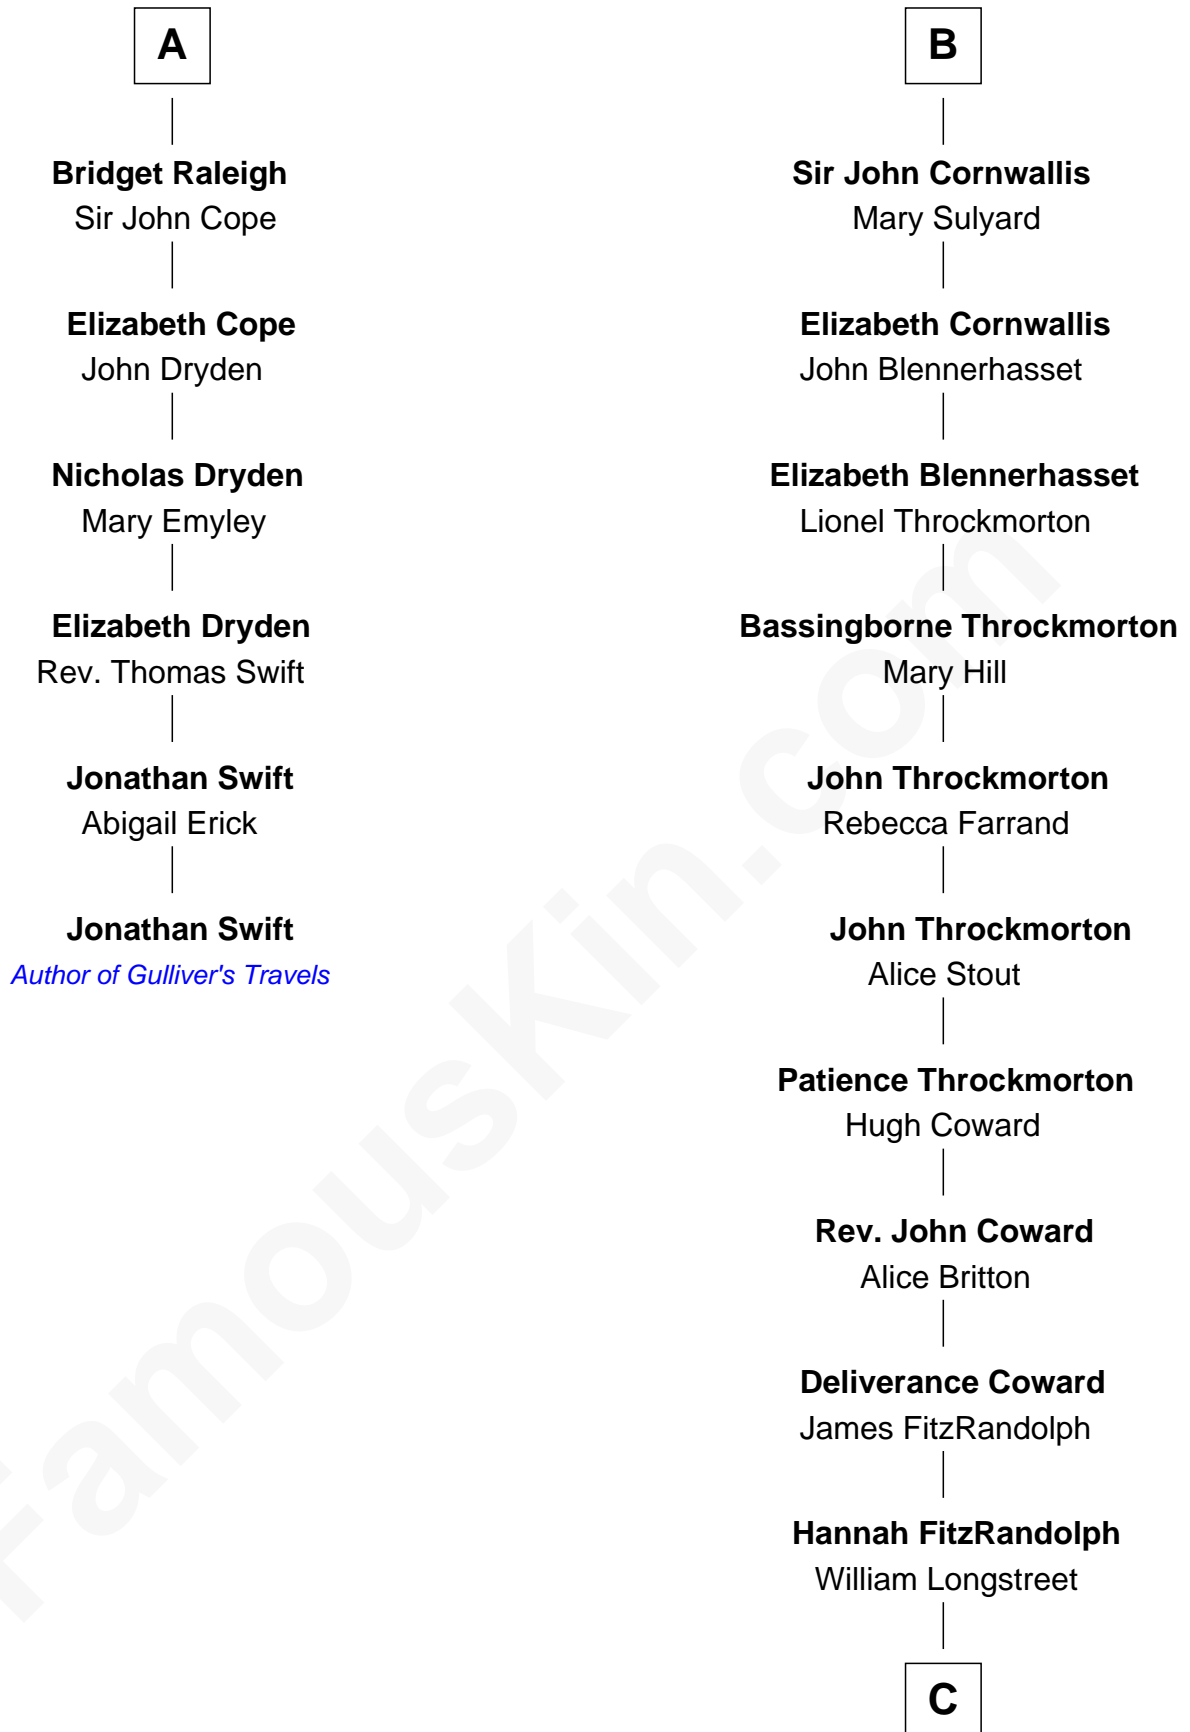 A
Bridget Raleigh
Sir John Cope
Elizabeth Cope
John Dryden
Nicholas Dryden
Mary Emyley
Elizabeth Dryden
Rev. Thomas Swift
Jonathan Swift
Abigail Erick
Jonathan Swift
Author of Gulliver's Travels
B
Sir John Cornwallis
Mary Sulyard
Elizabeth Cornwallis
John Blennerhasset
Elizabeth Blennerhasset
Lionel Throckmorton
Bassingborne Throckmorton
Mary Hill
John Throckmorton
Rebecca Farrand
John Throckmorton
Alice Stout
Patience Throckmorton
Hugh Coward
Rev. John Coward
Alice Britton
Deliverance Coward
James FitzRandolph
Hannah FitzRandolph
William Longstreet
C
FamousKin.com